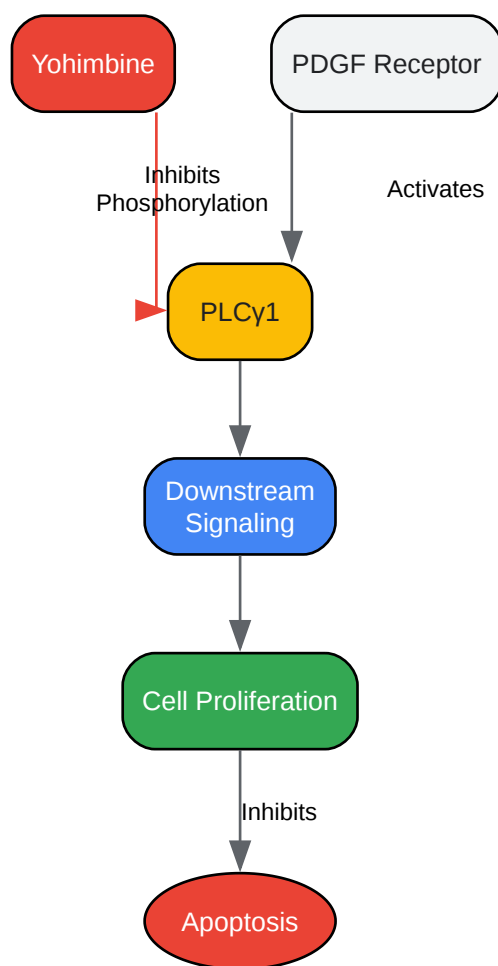 Yohimbine
PDGF Receptor
Inhibits
Phosphorylation
Activates
PLCγ1
Downstream
Signaling
Cell Proliferation
Inhibits
Apoptosis